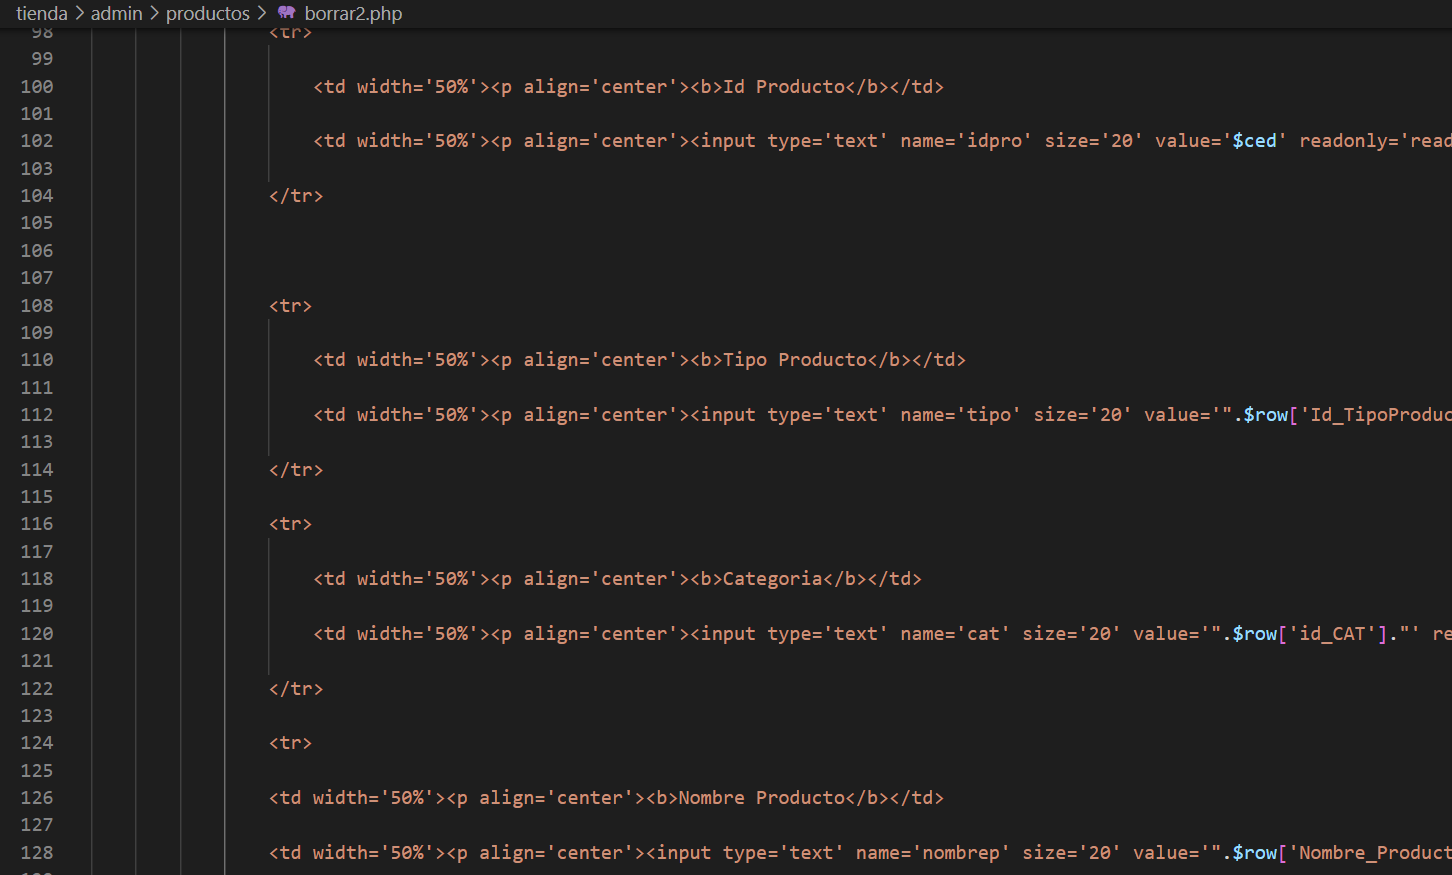 tienda > admin > productos > borrar2.php
98 <tr>
99
100 <td width='50%'><p align='center'><b>Id Producto</b></td>
101
102 <td width='50%'><p align='center'><input type='text' name='idpro' size='20' value='$ced' readonly='read
103
104 </tr>
105
106
107
108 <tr>
109
110 <td width='50%'><p align='center'><b>Tipo Producto</b></td>
111
112 <td width='50%'><p align='center'><input type='text' name='tipo' size='20' value='".$row['Id_TipoProduc
113
114 </tr>
115
116 <tr>
117
118 <td width='50%'><p align='center'><b>Categoria</b></td>
119
120 <td width='50%'><p align='center'><input type='text' name='cat' size='20' value='".$row['id_CAT']."' re
121
122 </tr>
123
124 <tr>
125
126 <td width='50%'><p align='center'><b>Nombre Producto</b></td>
127
128 <td width='50%'><p align='center'><input type='text' name='nombrep' size='20' value='".$row['Nombre_Product